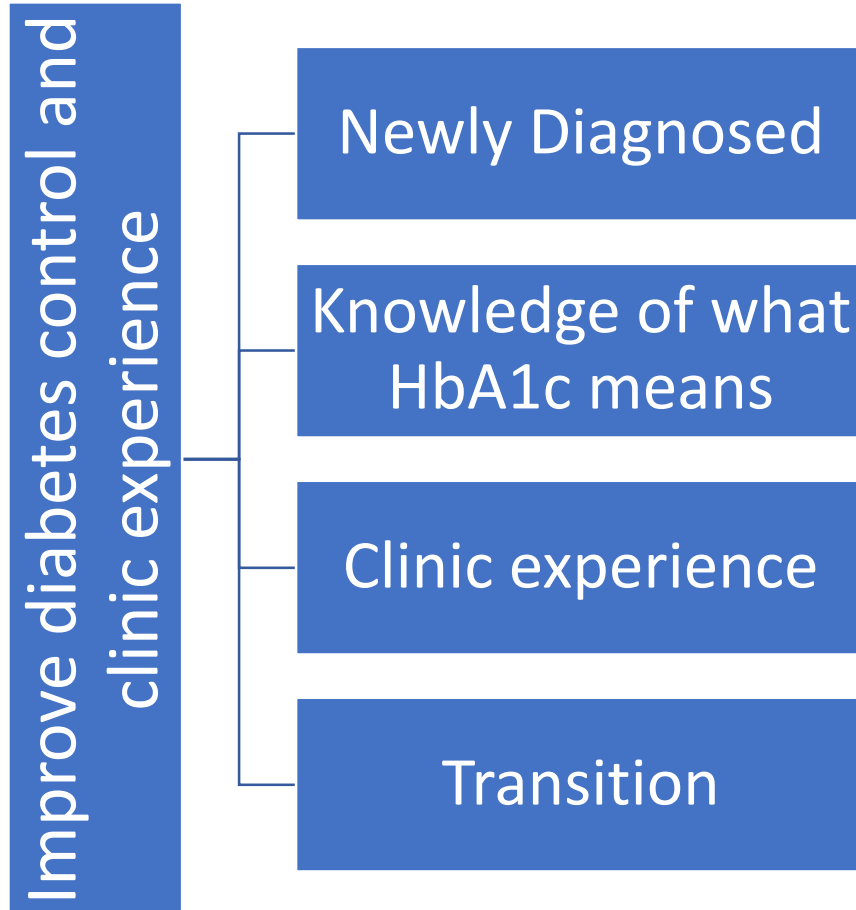 Improve diabetes control and
clinic experience
Newly Diagnosed
Knowledge of what
HbA1c means
Clinic experience
Transition